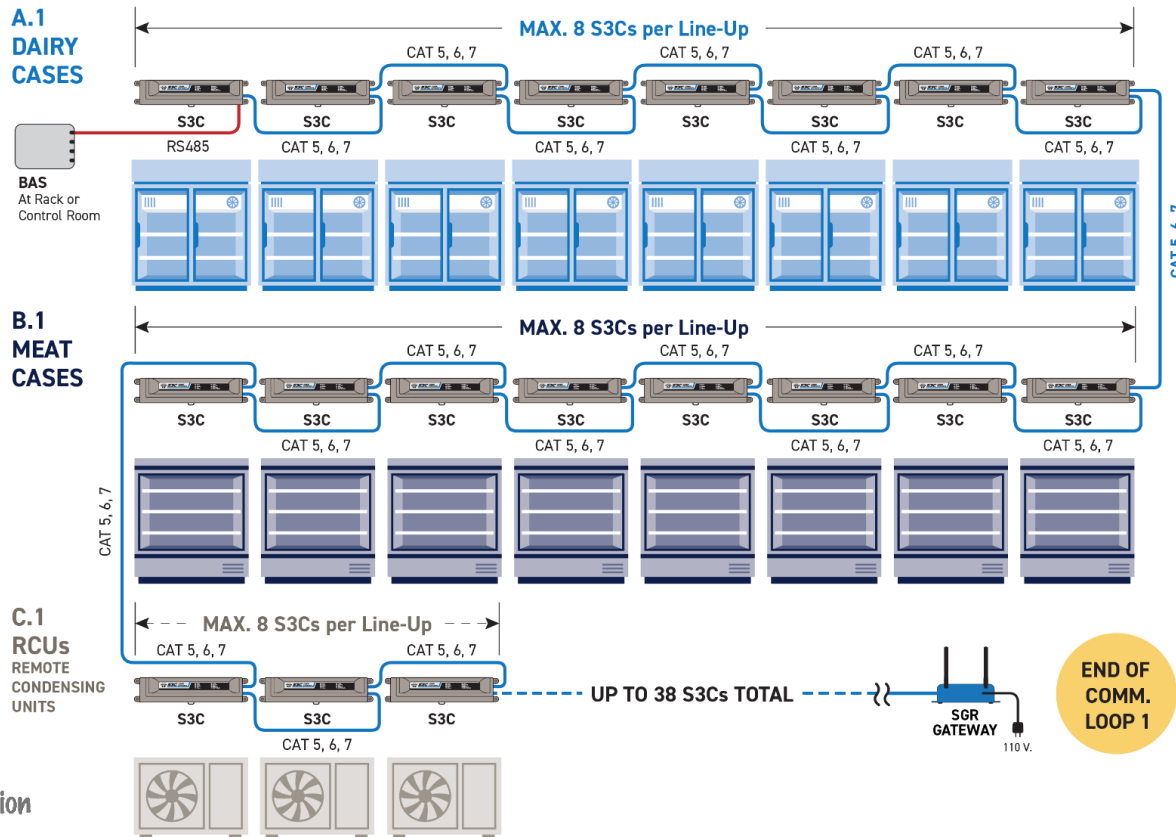 A.1
DAIRY
CASES
MAX. 8 S3Cs per Line-Up
CAT 5, 6, 7
CAT 5, 6, 7
CAT 5, 6, 7
S3C
S3C
S3C
S3C
S3C
S3C
S3C
S3C
RS485
CAT 5, 6, 7
CAT 5, 6, 7
CAT 5, 6, 7
CAT 5, 6, 7
BAS
At Rack or
Control Room
CAT 5, 6, 7
B.1
MEAT
CASES
MAX. 8 S3Cs per Line-Up
CAT 5, 6, 7
CAT 5, 6, 7
CAT 5, 6, 7
S3C
S3C
S3C
S3C
S3C
S3C
S3C
S3C
CAT 5, 6, 7
CAT 5, 6, 7
CAT 5, 6, 7
CAT 5, 6, 7
CAT 5, 6, 7
C.1
RCUs
REMOTE
CONDENSING
UNITS
MAX. 8 S3Cs per Line-Up
CAT 5, 6, 7
CAT 5, 6, 7
S3C
S3C
S3C
CAT 5, 6, 7
UP TO 38 S3Cs TOTAL
SGR
GATEWAY
110 V.
END OF
COMM.
LOOP 1
ion